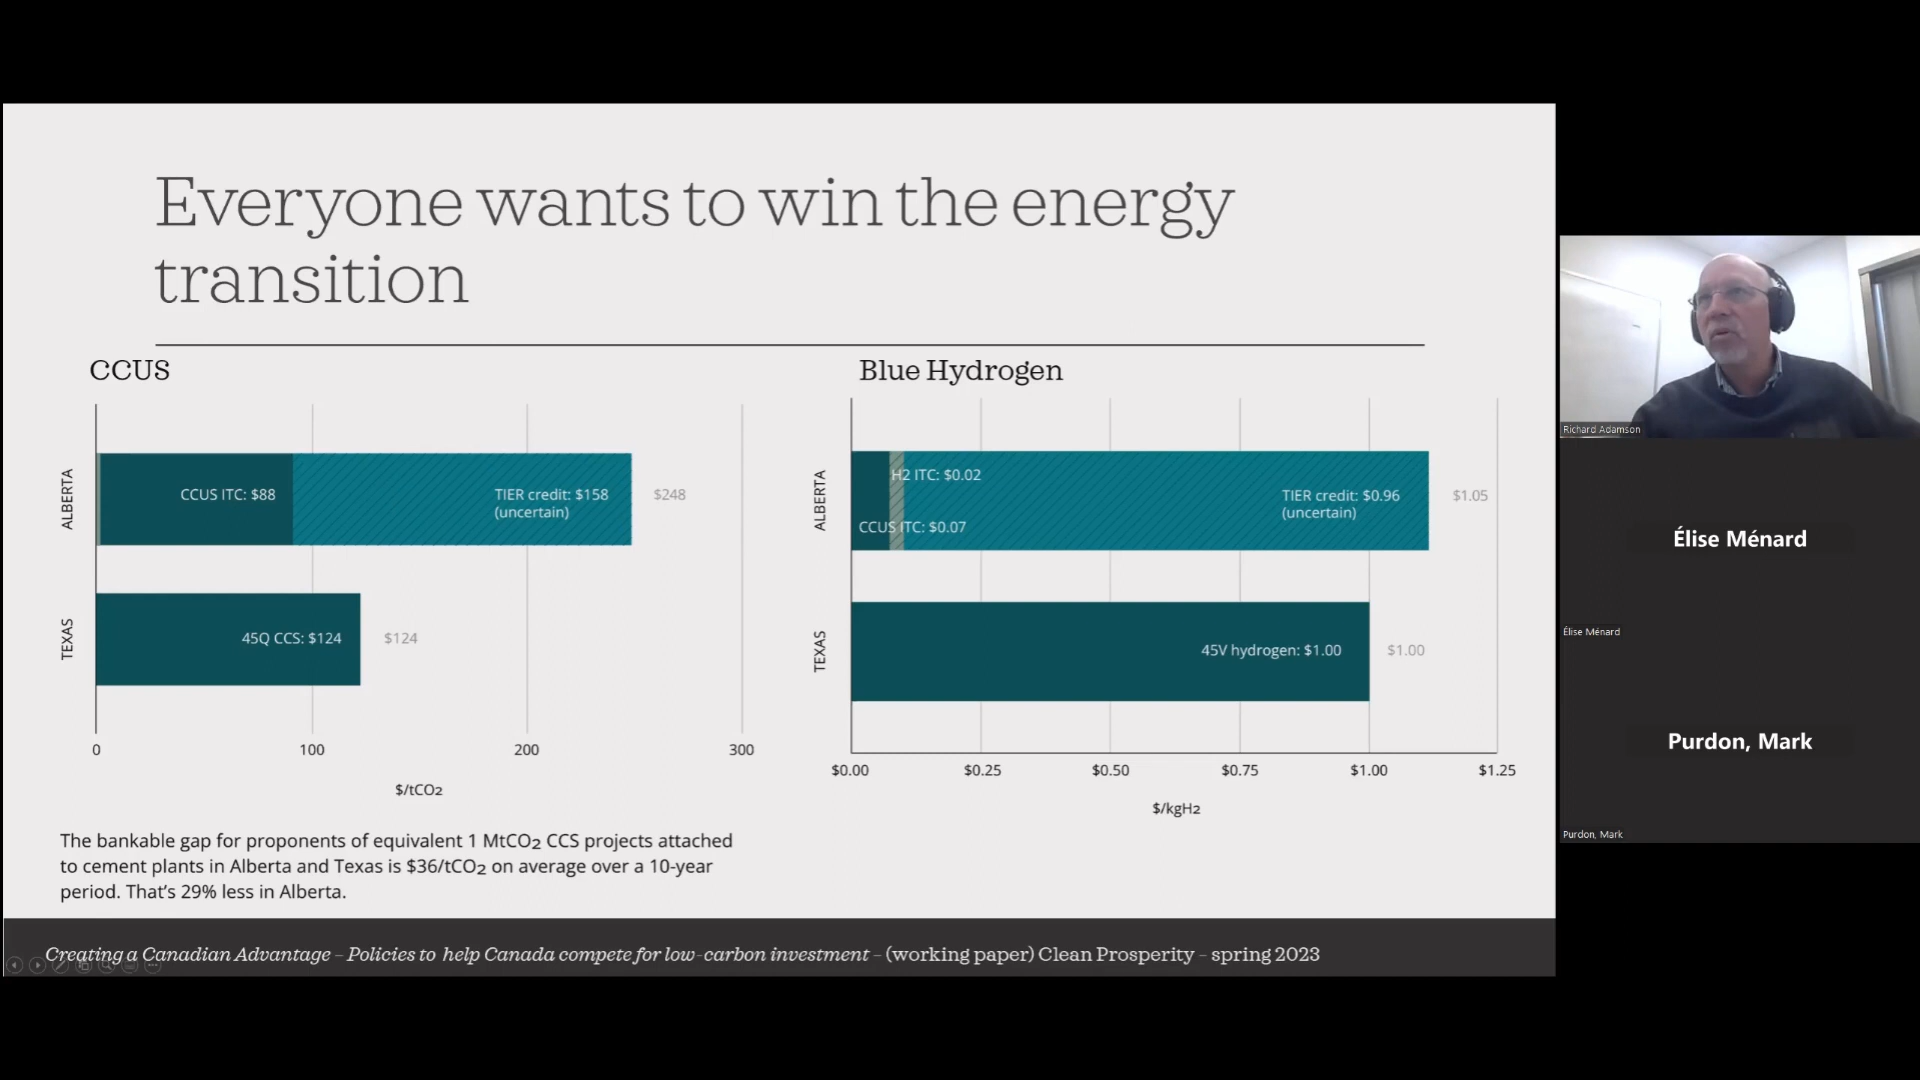 Everyone wants to win the energy
transition
CCUS
ALBERTA
CCUS ITC: $88
TIER credit: $158
(uncertain)
$248
TEXAS
45Q CCS: $124
$124
0
100
200
300
$/tCO2
The bankable gap for proponents of equivalent 1 MtCO2 CCS projects attached
to cement plants in Alberta and Texas is $36/tCO2 on average over a 10-year
period. That’s 29% less in Alberta.
Blue Hydrogen
ALBERTA
H2 ITC: $0.02
CCUS ITC: $0.07
TIER credit: $0.96
(uncertain)
$1.05
TEXAS
45V hydrogen: $1.00
$1.00
$0.00
$0.25
$0.50
$0.75
$1.00
$1.25
$/kgH2
Creating a Canadian Advantage – Policies to help Canada compete for low-carbon investment – (working paper) Clean Prosperity – spring 2023
Richard Adamson
Élise Ménard
Élise Ménard
Purdon, Mark
Purdon, Mark